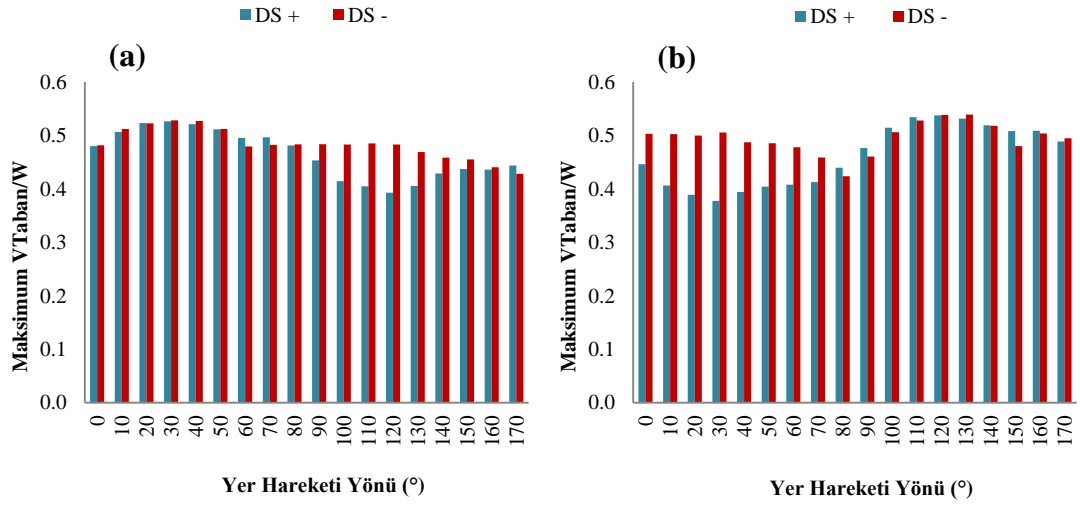 DS + DS -
(a)
Maksimum VTaban/W
0.6
0.5
0.4
0.3
0.2
0.1
0.0
0 10 20 30 40 50 60 70 80 90 100 110 120 130 140 150 160 170
Yer Hareketi Yönü (°)
DS + DS -
(b)
Maksimum VTaban/W
0.6
0.5
0.4
0.3
0.2
0.1
0.0
0 10 20 30 40 50 60 70 80 90 100 110 120 130 140 150 160 170
Yer Hareketi Yönü (°)